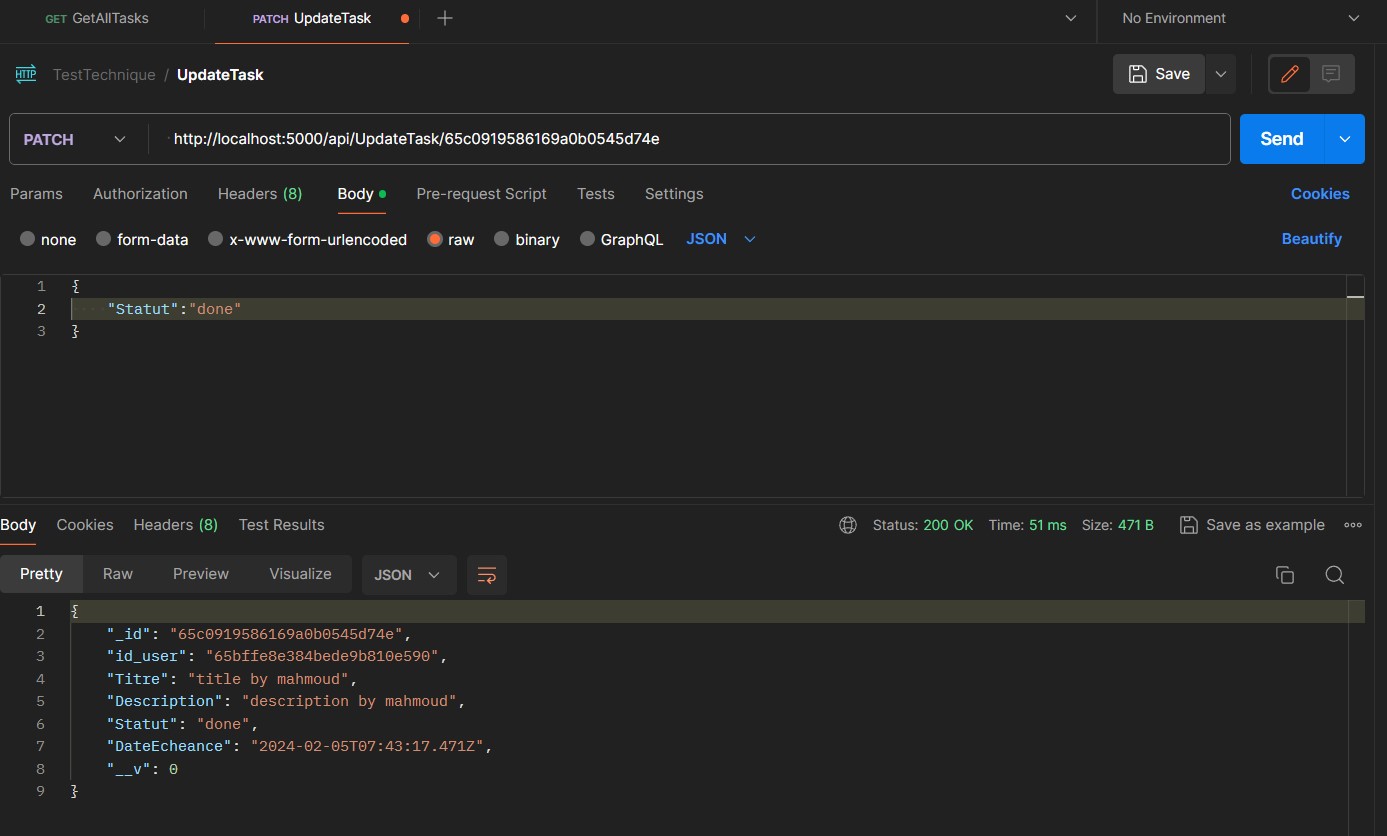 GET GetAllTasks PATCH UpdateTask No Environment
HTTP TestTechnique / UpdateTask Save
PATCH http://localhost:5000/api/UpdateTask/65c0919586169a0b0545d74e Send
Params Authorization Headers (8) Body Pre-request Script Tests Settings Cookies
none form-data x-www-form-urlencoded raw binary GraphQL JSON Beautify
1 {
2 "Statut":"done"
3 }
Body Cookies Headers (8) Test Results Status: 200 OK Time: 51 ms Size: 471 B Save as example
Pretty Raw Preview Visualize JSON
1 {
2 "_id": "65c0919586169a0b0545d74e",
3 "id_user": "65bffe8e384bede9b810e590",
4 "Titre": "title by mahmoud",
5 "Description": "description by mahmoud",
6 "Statut": "done",
7 "DateEcheance": "2024-02-05T07:43:17.471Z",
8 "__v": 0
9 }